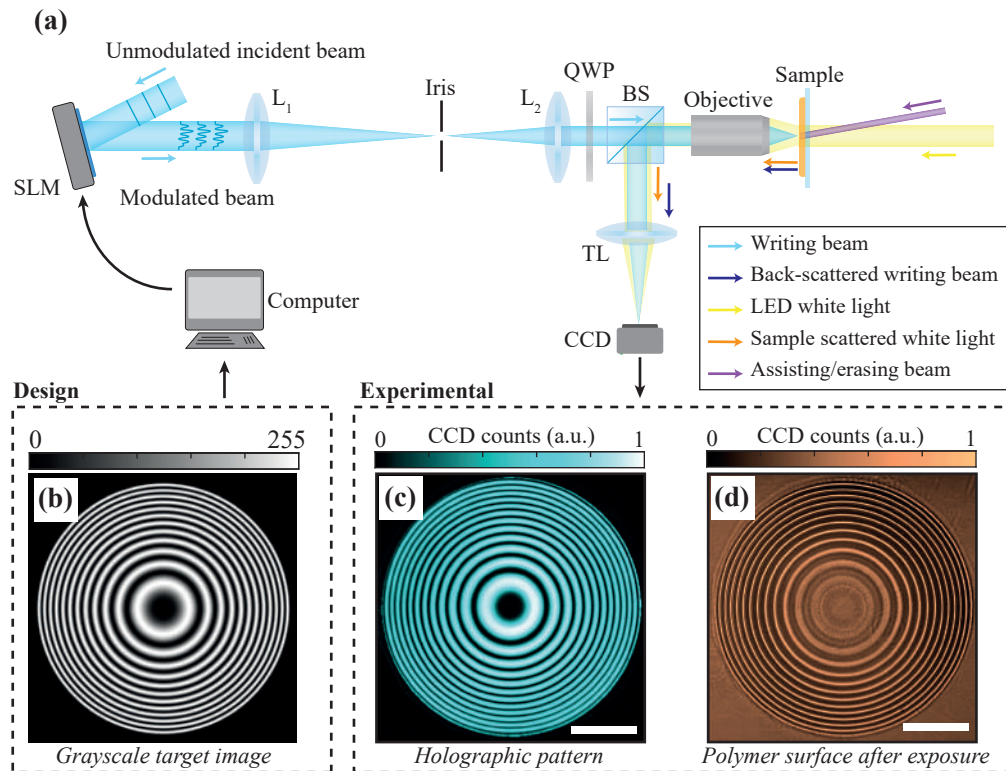 (a)
Unmodulated incident beam
L1
Iris
L2
QWP
BS
Objective
Sample
SLM
Modulated beam
TL
Computer
CCD
Writing beam
Back-scattered writing beam
LED white light
Sample scattered white light
Assisting/erasing beam
Design
Experimental
0 255
(b)
Grayscale target image
0 CCD counts (a.u.) 1
(c)
Holographic pattern
0 CCD counts (a.u.) 1
(d)
Polymer surface after exposure